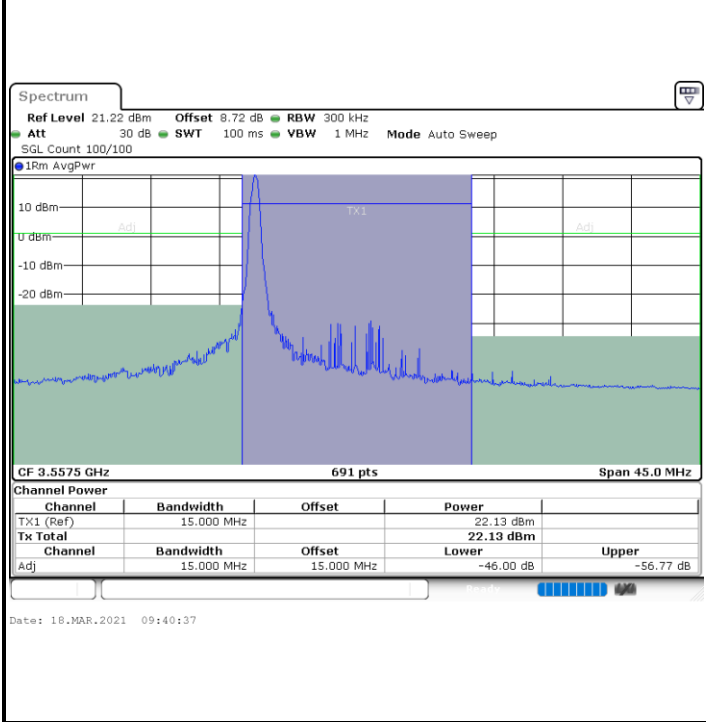 Spectrum
Ref Level 21.22 dBm Offset 8.72 dB RBW 300 kHz
Att 30 dB SWT 100 ms VBW 1 MHz Mode Auto Sweep
SGL Count 100/100
1Rm AvgPwr
10 dBm
TX1
Adj Adj
0 dBm
-10 dBm
-20 dBm
CF 3.5575 GHz 691 pts Span 45.0 MHz
Channel Power
Channel Bandwidth Offset Power
TX1 (Ref) 15.000 MHz 22.13 dBm
Tx Total 22.13 dBm
Channel Bandwidth Offset Lower Upper
Adj 15.000 MHz 15.000 MHz -46.00 dB -56.77 dB
Ready
Date: 18.MAR.2021 09:40:37